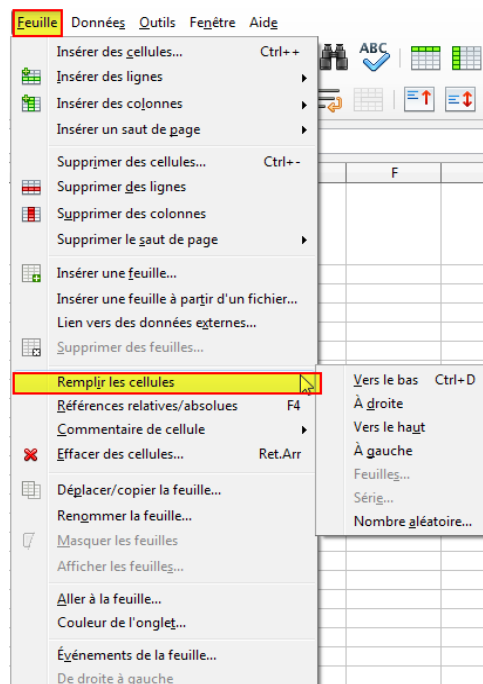 Feuille Données Outils Fenêtre Aide
Insérer des cellules... Ctrl++
ABC
Insérer des lignes
Insérer des colonnes
Insérer un saut de page
Supprimer des cellules... Ctrl+-
F
Supprimer des lignes
Supprimer des colonnes
Supprimer le saut de page
Insérer une feuille...
Insérer une feuille à partir d'un fichier...
Lien vers des données externes...
Supprimer des feuilles...
Remplir les cellules
Vers le bas Ctrl+D
Références relatives/absolues F4
À droite
Commentaire de cellule
Vers le haut
Effacer des cellules... Ret.Arr
À gauche
Feuilles...
Déplacer/copier la feuille...
Série...
Renommer la feuille...
Nombre aléatoire...
Masquer les feuilles
Afficher les feuilles...
Aller à la feuille...
Couleur de l'onglet...
Événements de la feuille...
De droite à gauche